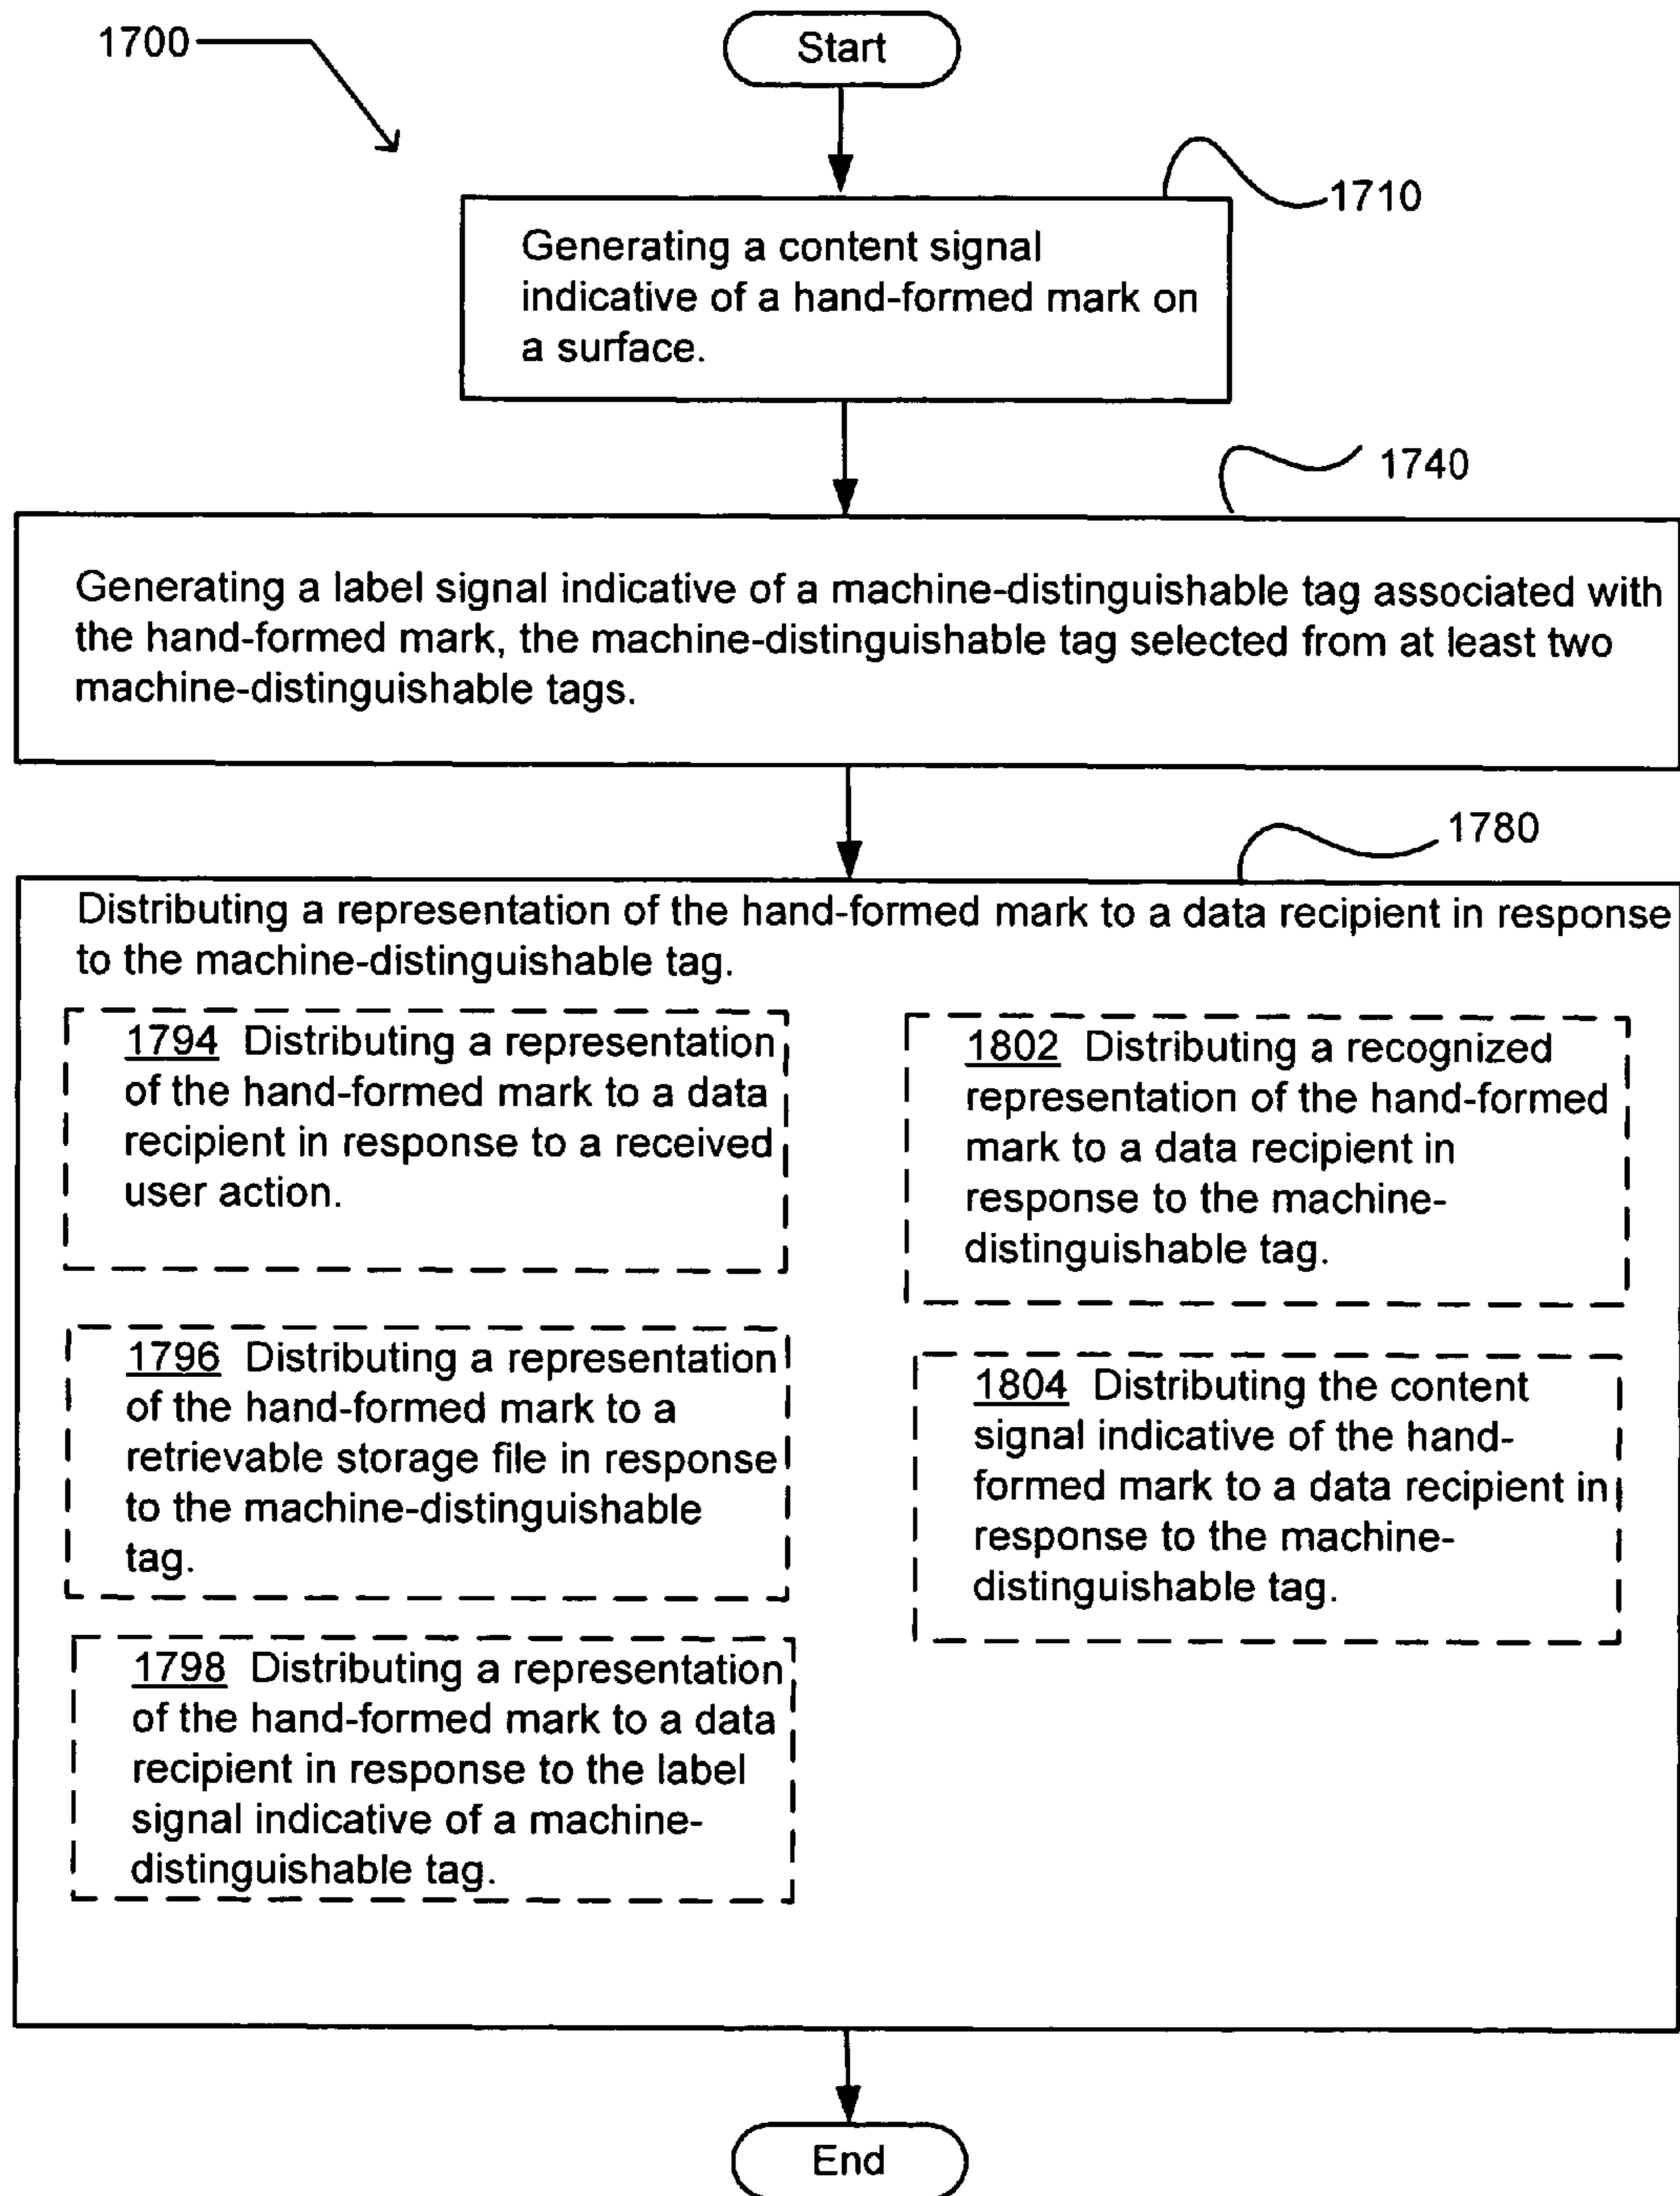 1700
Start
1710
Generating a content signal
indicative of a hand-formed mark on
a surface.
1740
Generating a label signal indicative of a machine-distinguishable tag associated with
the hand-formed mark, the machine-distinguishable tag selected from at least two
machine-distinguishable tags.
1780
Distributing a representation of the hand-formed mark to a data recipient in response
to the machine-distinguishable tag.
1794 Distributing a representation
of the hand-formed mark to a data
recipient in response to a received
user action.
1796 Distributing a representation
of the hand-formed mark to a
retrievable storage file in response
to the machine-distinguishable
tag.
1798 Distributing a representation
of the hand-formed mark to a data
recipient in response to the label
signal indicative of a machine-
distinguishable tag.
1802 Distributing a recognized
representation of the hand-formed
mark to a data recipient in
response to the machine-
distinguishable tag.
1804 Distributing the content
signal indicative of the hand-
formed mark to a data recipient in
response to the machine-
distinguishable tag.
End